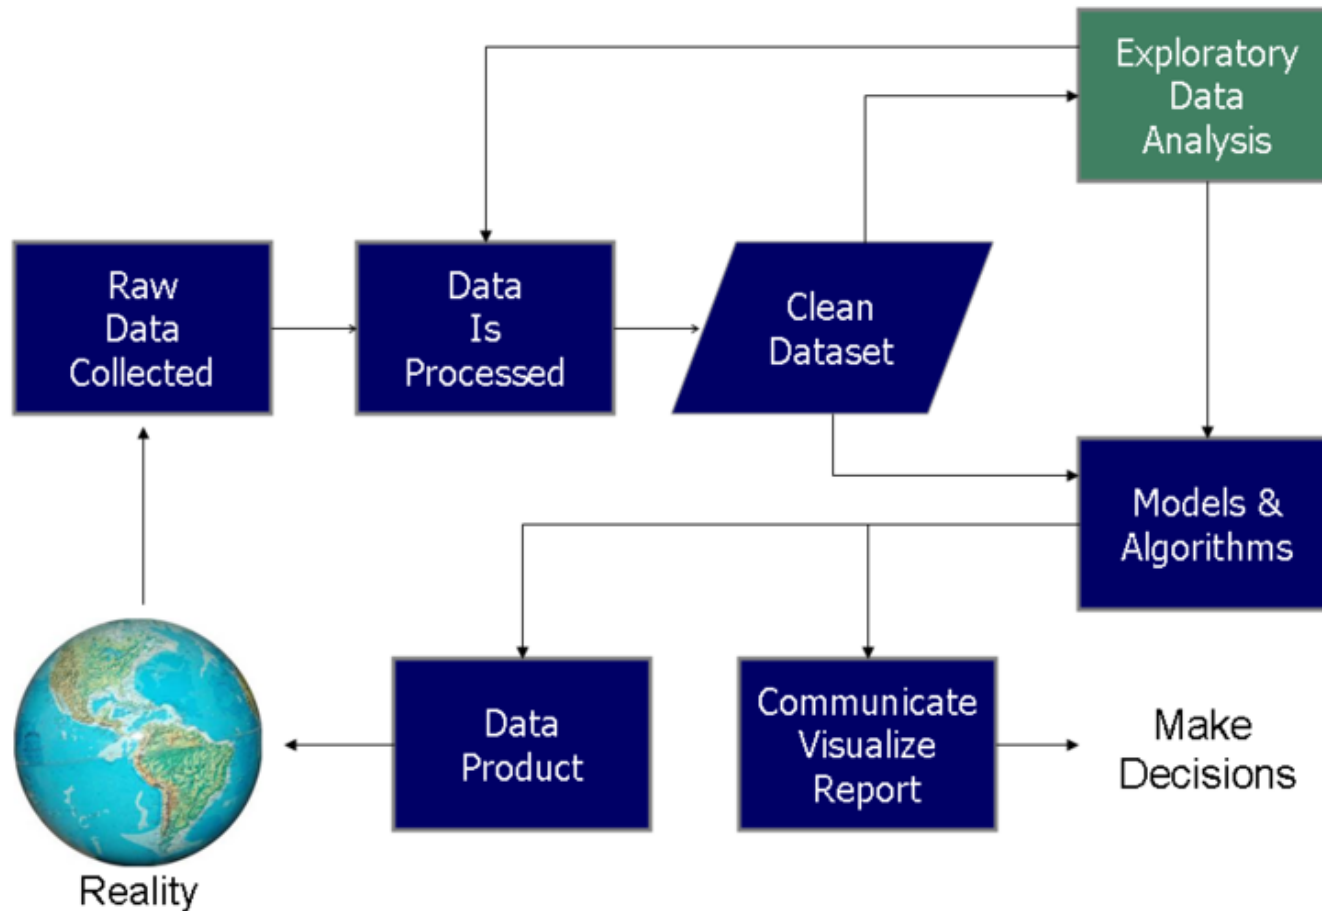 Exploratory
Data
Analysis
Raw
Data
Collected
Data
Is
Processed
Clean
Dataset
Models &
Algorithms
Data
Product
Communicate
Visualize
Report
Make
Decisions
Reality